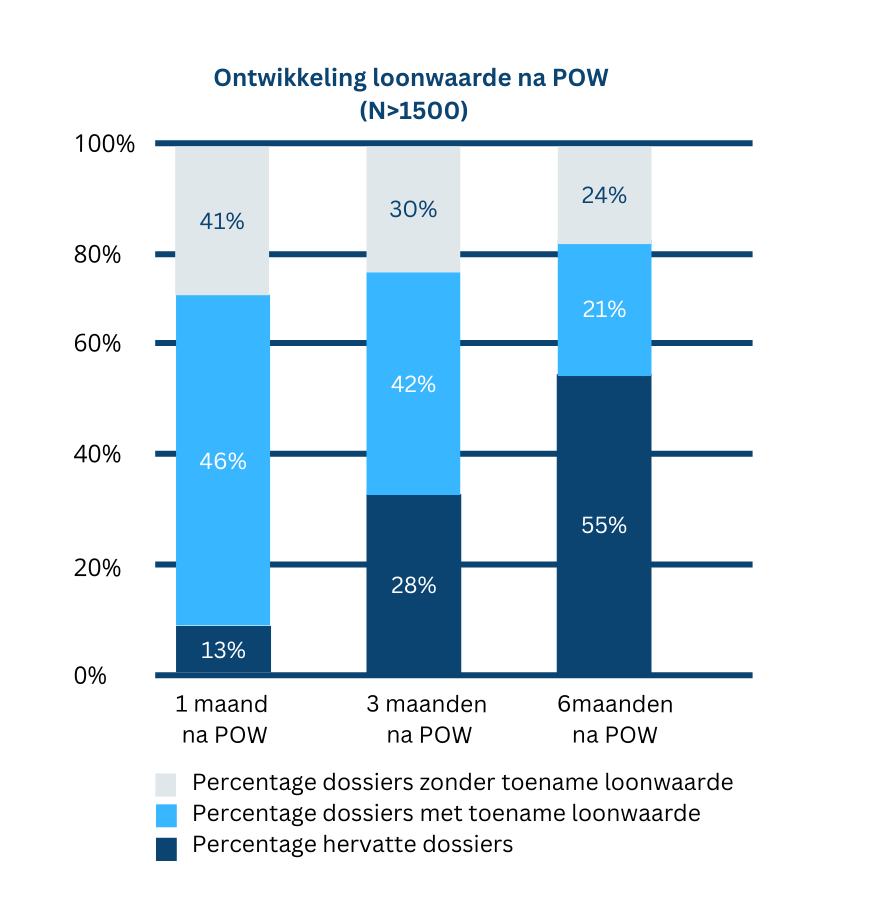 Ontwikkeling loonwaarde na POW
(N>1500)
100%
80%
60%
40%
20%
0%
41%
46%
13%
30%
42%
28%
24%
21%
55%
1 maand
na POW
3 maanden
na POW
6maanden
na POW
Percentage dossiers zonder toename loonwaarde
Percentage dossiers met toename loonwaarde
Percentage hervatte dossiers